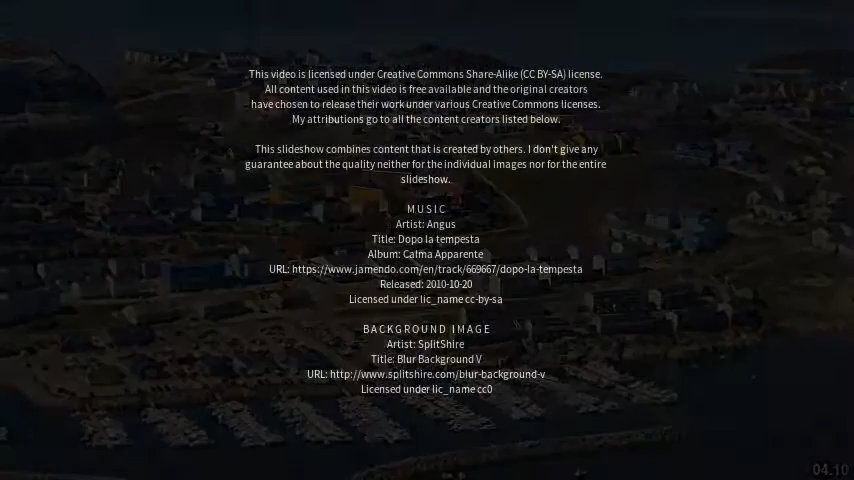 This video is licensed under Creative Commons Share-Alike (CC BY-SA) license.
All content used in this video is free available and the original creators
have chosen to release their work under various Creative Commons licenses.
My attributions go to all the content creators listed below.
This slideshow combines content that is created by others. I don't give any
guarantee about the quality neither for the individual images nor for the entire
slideshow.
MUSIC
Artist: Angus
Title: Dopo la tempesta
Album: Calma Apparente
URL: https://www.jamendo.com/en/track/669667/dopo-la-tempesta
Released: 2010-10-20
Licensed under lic_name cc-by-sa
BACKGROUND IMAGE
Artist: SplitShire
Title: Blur Background V
URL: http://www.splitshire.com/blur-background-v
Licensed under lic_name cc0
04.10